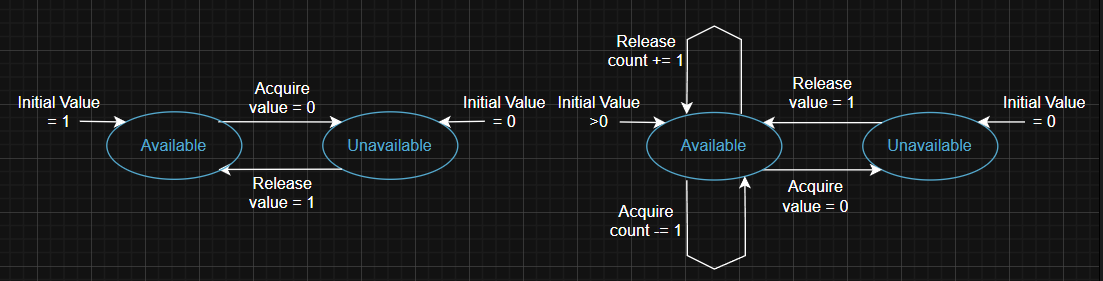 Initial Value
= 1
Available
Acquire
value = 0
Release
value = 1
Unavailable
Initial Value
= 0
Initial Value
>0
Release
count += 1
Available
Acquire
count -= 1
Release
value = 1
Acquire
value = 0
Unavailable
Initial Value
= 0